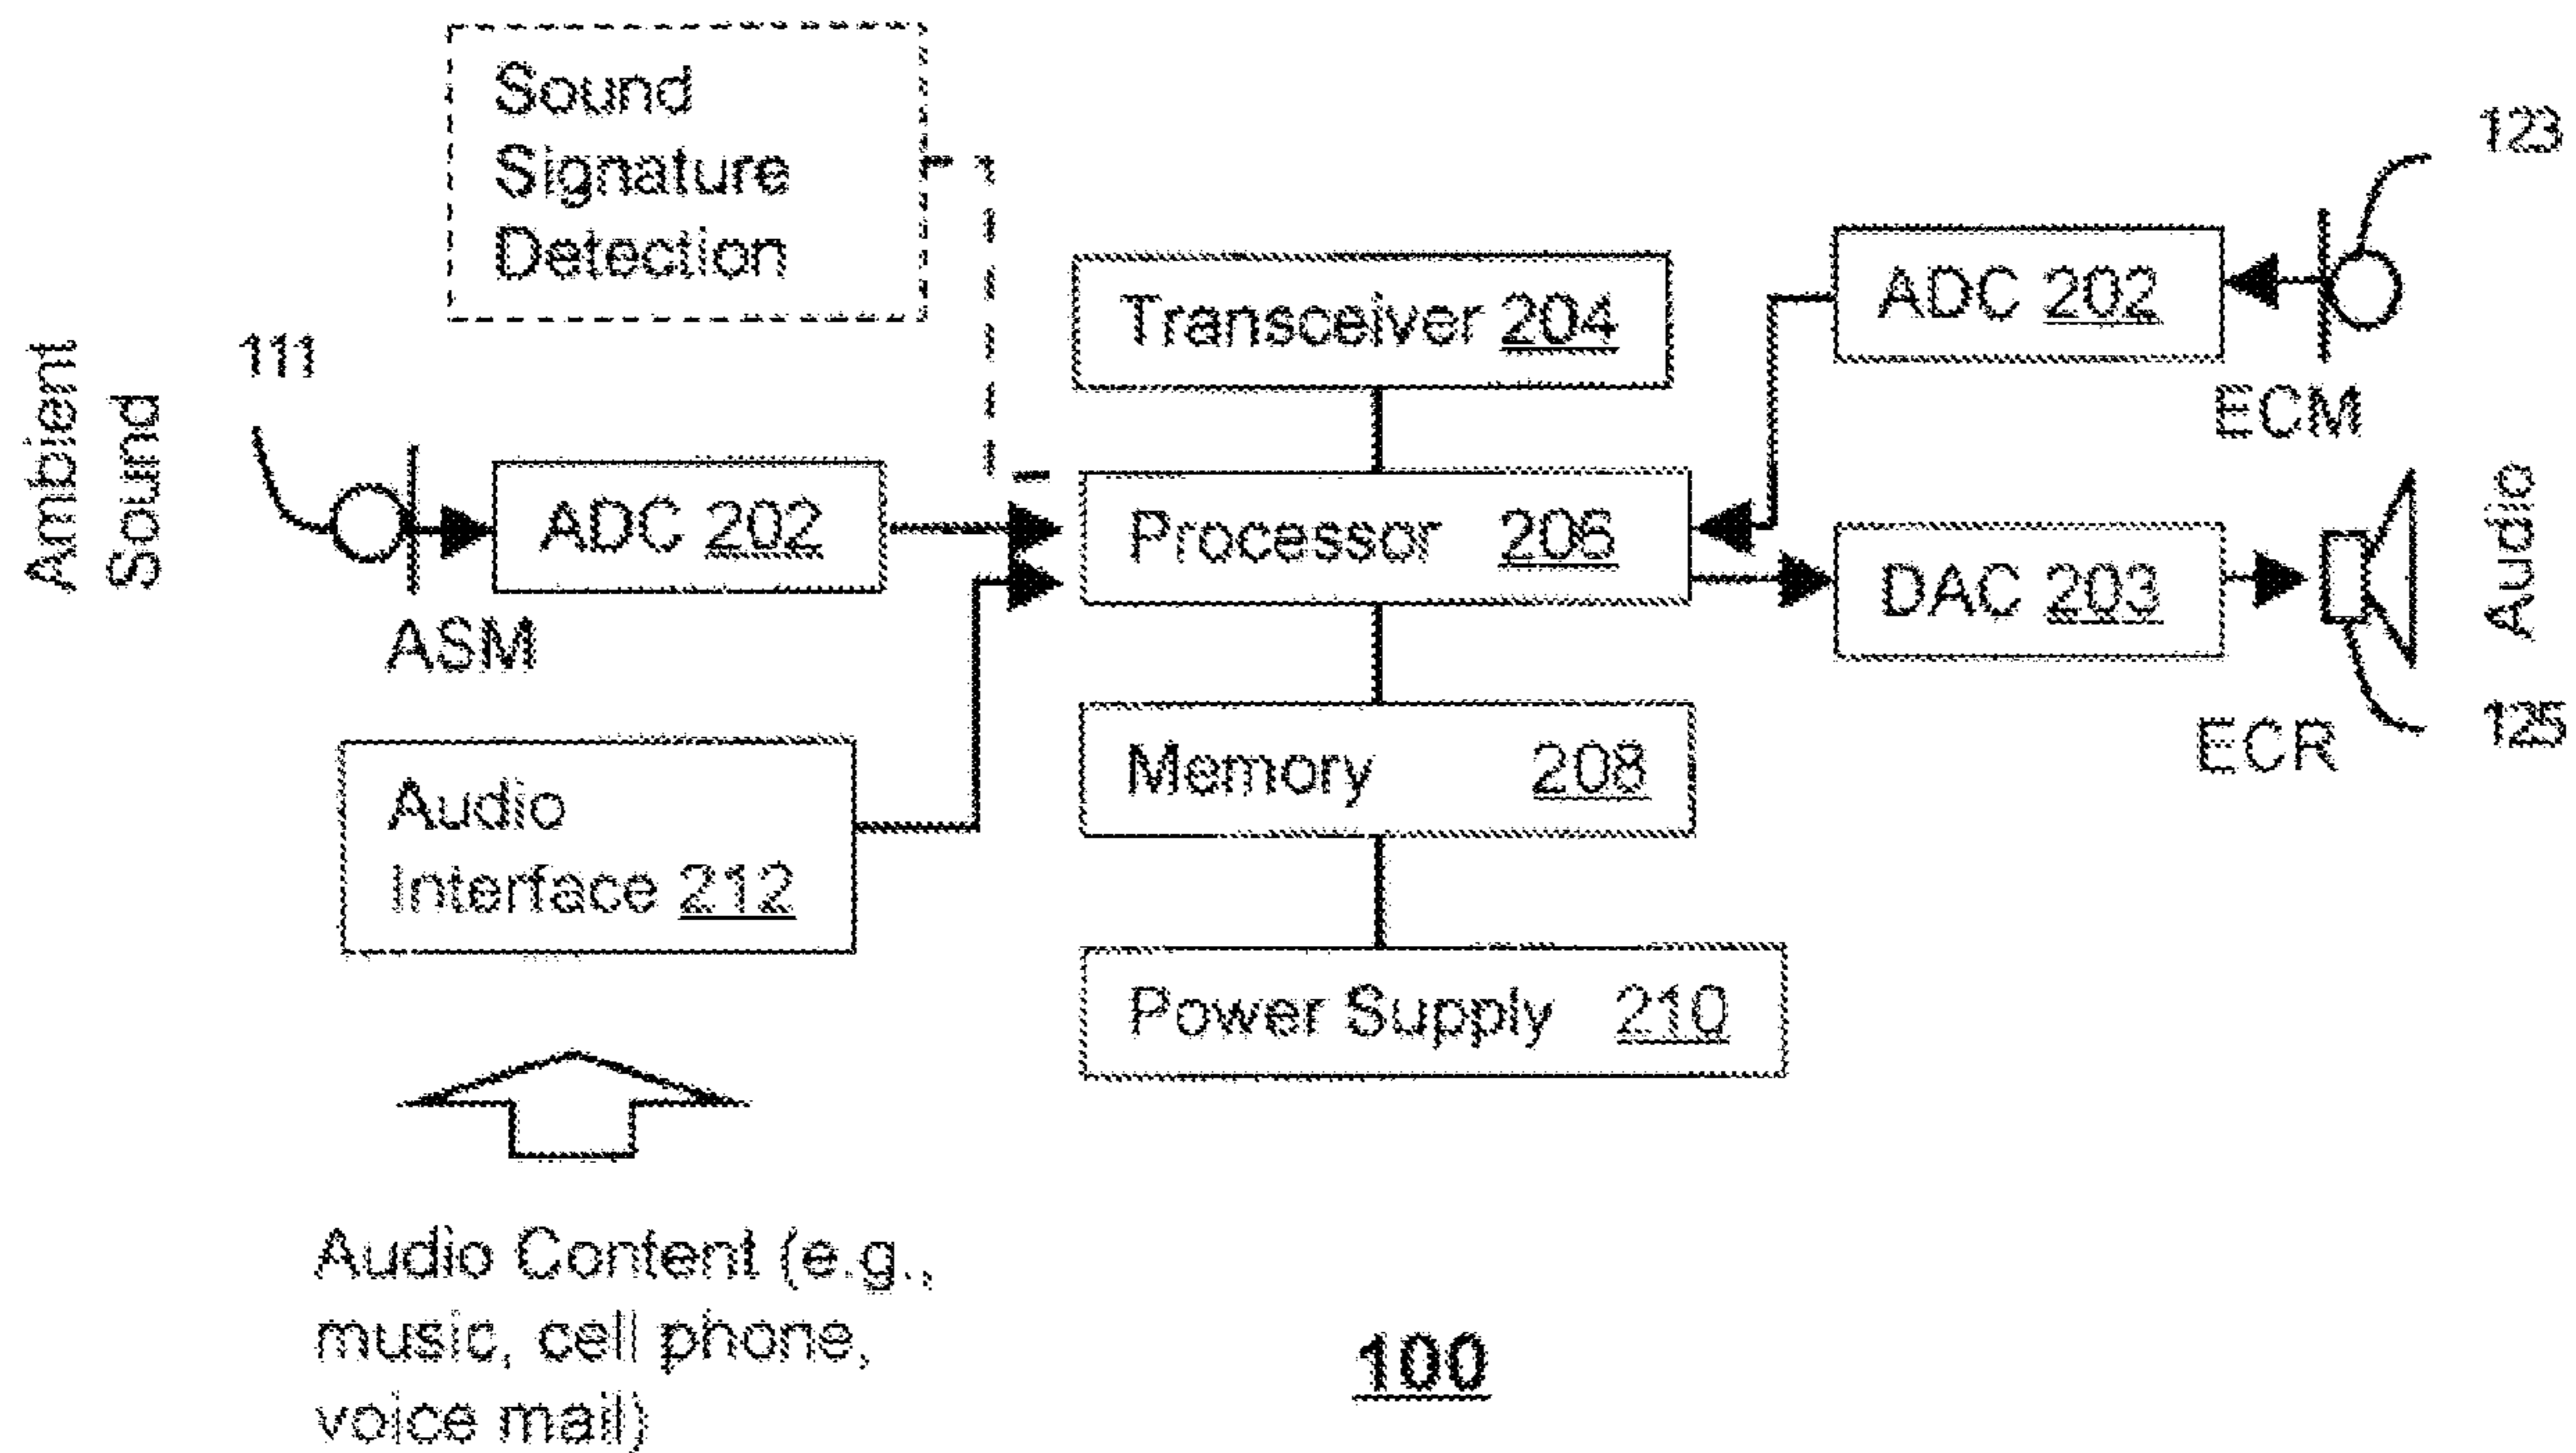 Sound
Signature
Detection
123
Transceiver 204
ADC 202
111
Ambient
Sound
ECM
ADC 202
Processor 206
Audio
DAC 203
ASM
125
ECR
Memory 208
Audio
Interface 212
Power Supply 210
Audio Content (e.g.,
music, cell phone,
voice mail)
100